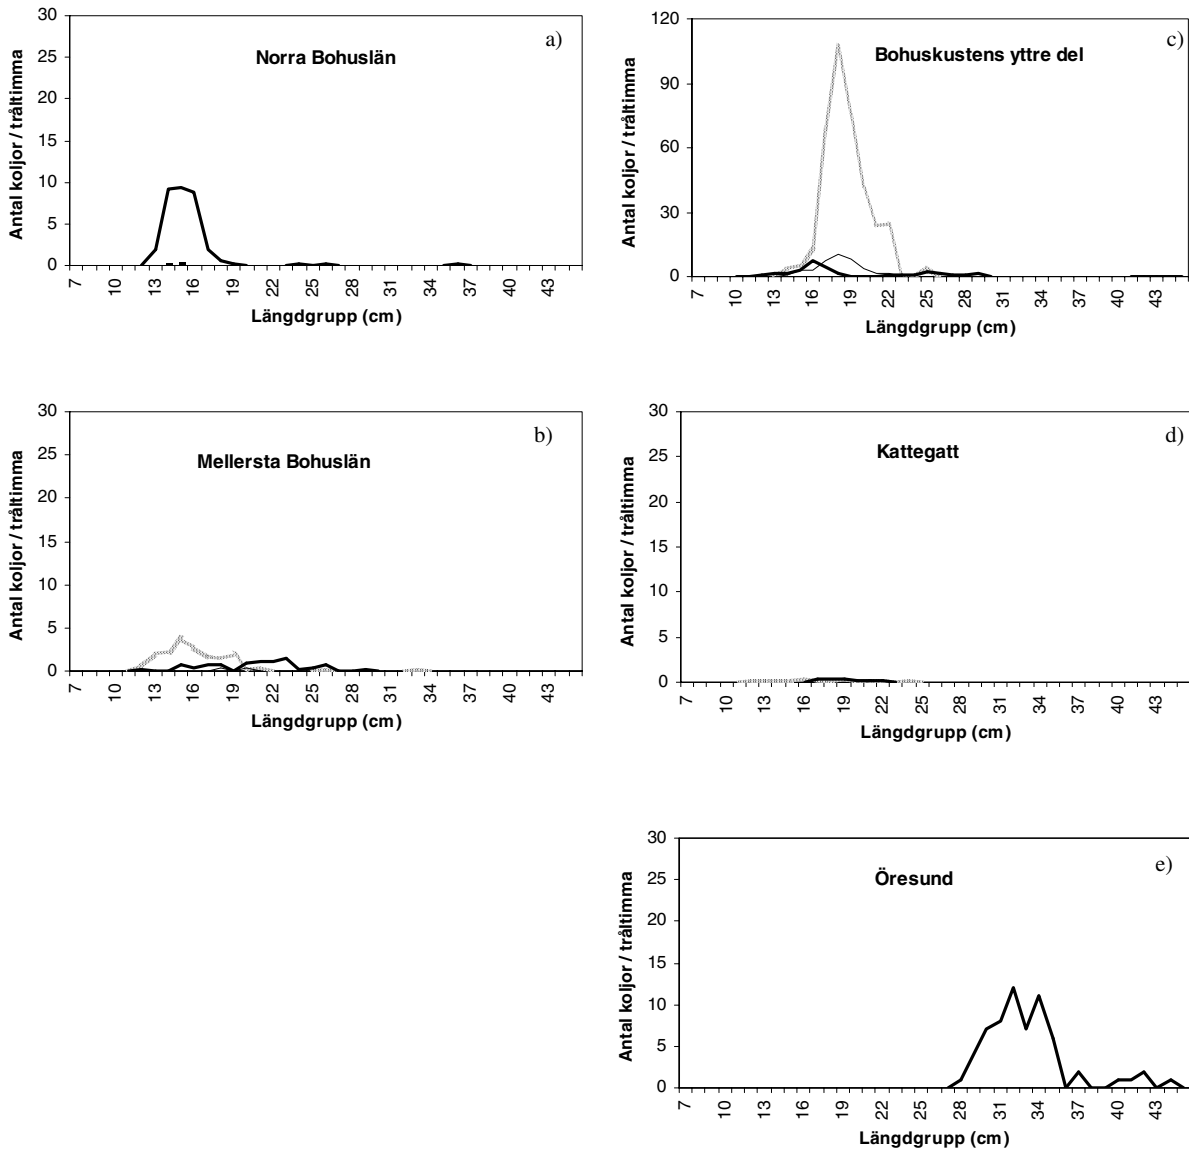 a)
Norra Bohuslän
Antal koljor / tråltimma
30
25
20
15
10
5
0
7 10 13 16 19 22 25 28 31 34 37 40 43
Längdgrupp (cm)
b)
Mellersta Bohuslän
Antal koljor / tråltimma
30
25
20
15
10
5
0
7 10 13 16 19 22 25 28 31 34 37 40 43
Längdgrupp (cm)
c)
Bohuskustens yttre del
Antal koljor / tråltimma
120
90
60
30
0
7 10 13 16 19 22 25 28 31 34 37 40 43
Längdgrupp (cm)
d)
Kattegatt
Antal koljor / tråltimma
30
25
20
15
10
5
0
7 10 13 16 19 22 25 28 31 34 37 40 43
Längdgrupp (cm)
e)
Öresund
Antal koljor / tråltimma
30
25
20
15
10
5
0
7 10 13 16 19 22 25 28 31 34 37 40 43
Längdgrupp (cm)